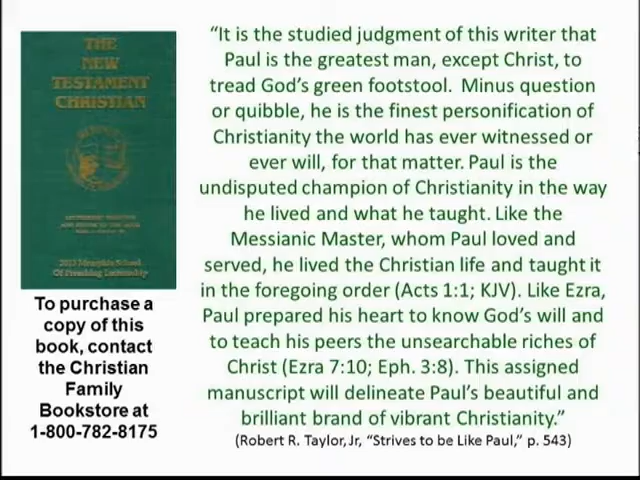 THE
NEW
TESTAMENT
CHRISTIAN
2013 Memphis School
Of Preaching Lectureship
To purchase a
copy of this
book, contact
the Christian
Family
Bookstore at
1-800-782-8175
“It is the studied judgment of this writer that
Paul is the greatest man, except Christ, to
tread God’s green footstool.  Minus question
or quibble, he is the finest personification of
Christianity the world has ever witnessed or
ever will, for that matter. Paul is the
undisputed champion of Christianity in the way
he lived and what he taught. Like the
Messianic Master, whom Paul loved and
served, he lived the Christian life and taught it
in the foregoing order (Acts 1:1; KJV). Like Ezra,
Paul prepared his heart to know God’s will and
to teach his peers the unsearchable riches of
Christ (Ezra 7:10; Eph. 3:8). This assigned
manuscript will delineate Paul’s beautiful and
brilliant brand of vibrant Christianity.”
(Robert R. Taylor, Jr, “Strives to be Like Paul,” p. 543)